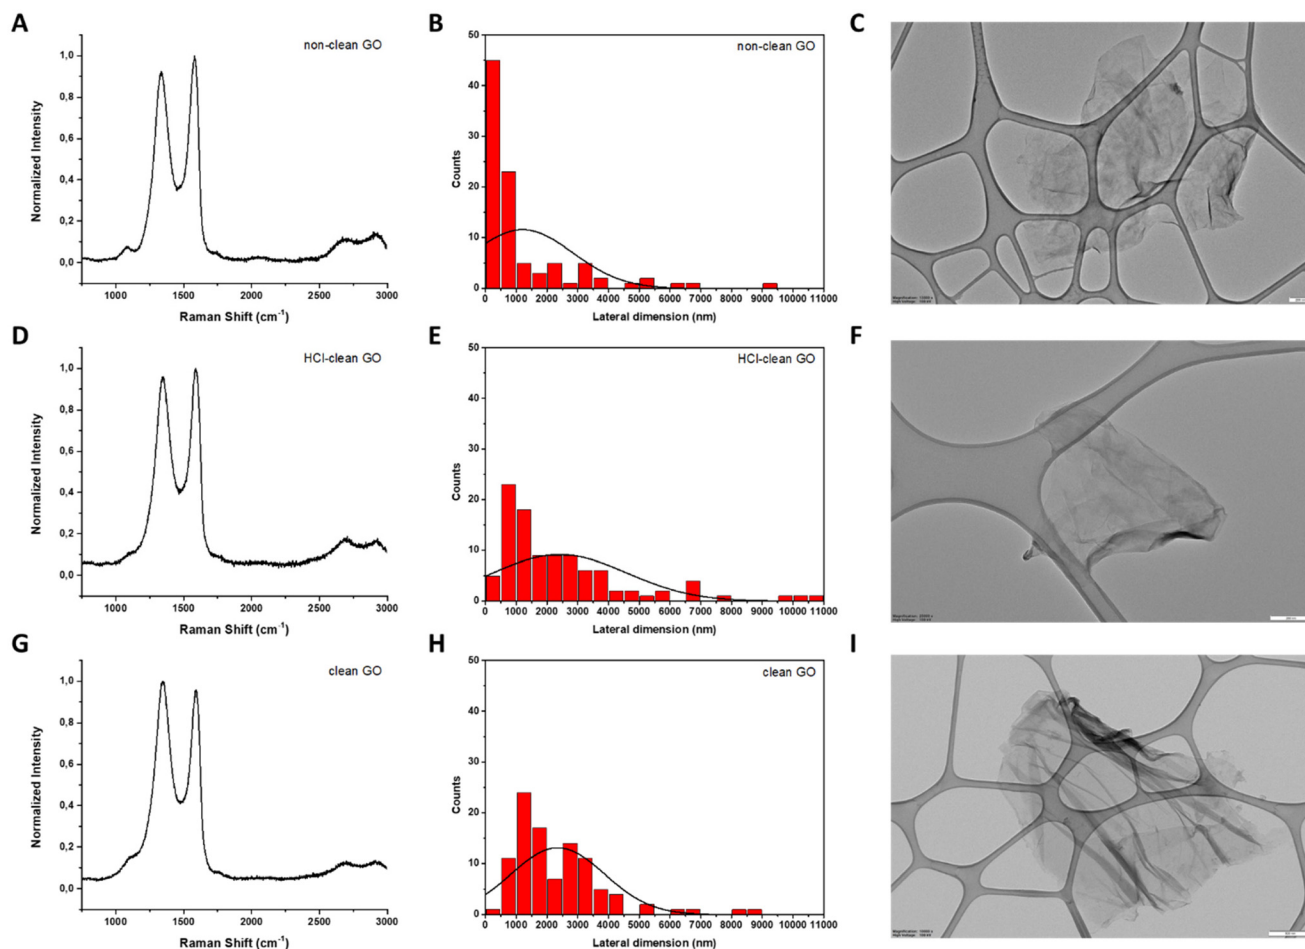 A
non-clean GO
1,0
0,8
0,6
0,4
0,2
0,0
Normalized Intensity
1000 1500 2000 2500 3000
Raman Shift (cm⁻¹)
B
non-clean GO
50
40
30
20
10
0
Counts
0 1000 2000 3000 4000 5000 6000 7000 8000 9000 10000 11000
Lateral dimension (nm)
C
D
HCl-clean GO
1,0
0,8
0,6
0,4
0,2
0,0
Normalized Intensity
1000 1500 2000 2500 3000
Raman Shift (cm⁻¹)
E
HCl-clean GO
50
40
30
20
10
0
Counts
0 1000 2000 3000 4000 5000 6000 7000 8000 9000 10000 11000
Lateral dimension (nm)
F
G
clean GO
1,0
0,8
0,6
0,4
0,2
0,0
Normalized Intensity
1000 1500 2000 2500 3000
Raman Shift (cm⁻¹)
H
clean GO
50
40
30
20
10
0
Counts
0 1000 2000 3000 4000 5000 6000 7000 8000 9000 10000 11000
Lateral dimension (nm)
I